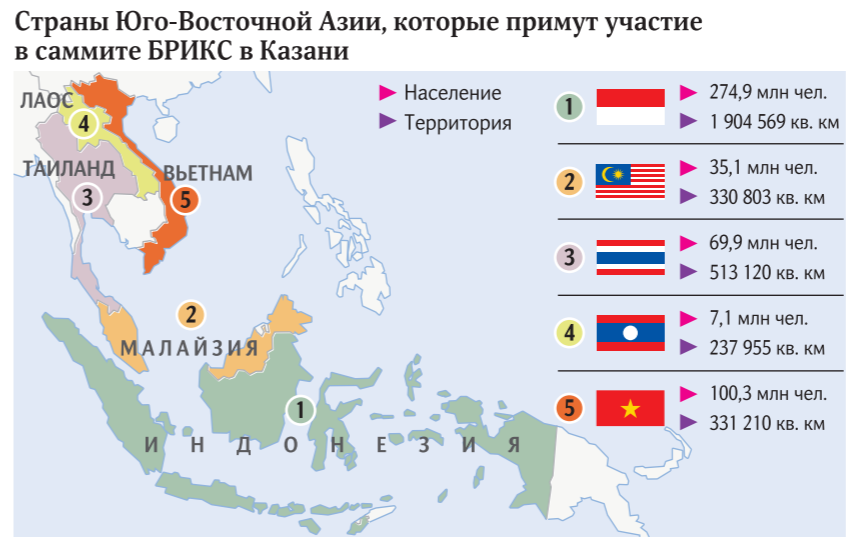 Страны Юго-Восточной Азии, которые примут участие
в саммите БРИКС в Казани
Население
Территория
ЛАОС
4
ТАИЛАНД
3
ВЬЕТНАМ
5
2
МАЛАЙЗИЯ
1
ИНДОНЕЗИЯ
1
274,9 млн чел.
1 904 569 кв. км
2
35,1 млн чел.
330 803 кв. км
3
69,9 млн чел.
513 120 кв. км
4
7,1 млн чел.
237 955 кв. км
5
100,3 млн чел.
331 210 кв. км